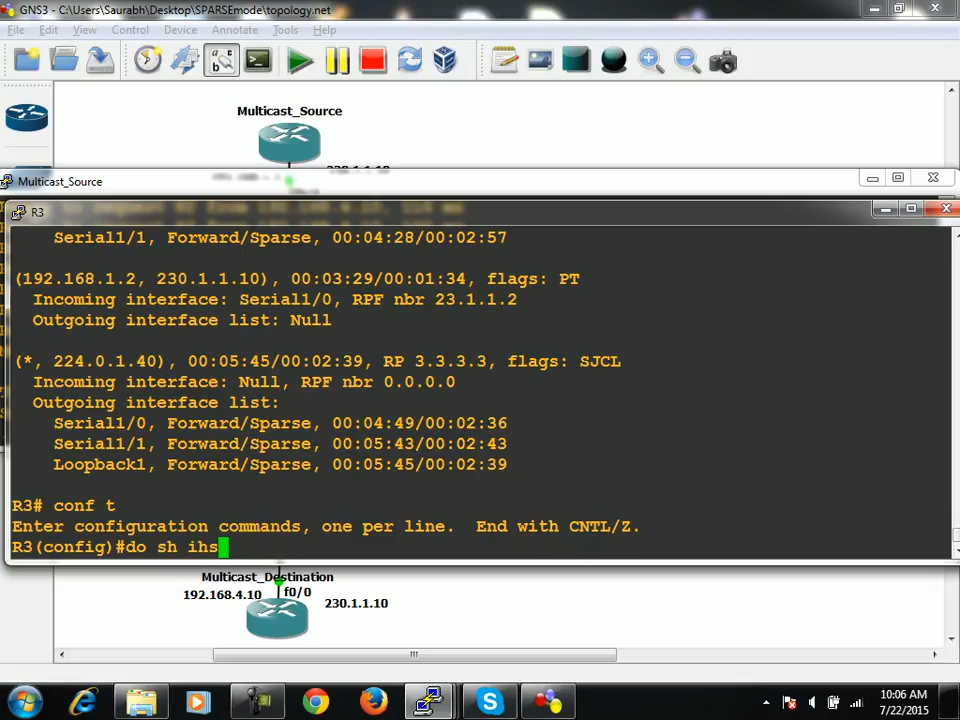 GNS3 - C:\Users\Saurabh\Desktop\SPARSEmode\topology.net
File Edit View Control Device Annotate Tools Help
Multicast_Source
Multicast_Source
R3
Serial1/1, Forward/Sparse, 00:04:28/00:02:57
(192.168.1.2, 230.1.1.10), 00:03:29/00:01:34, flags: PT
Incoming interface: Serial1/0, RPF nbr 23.1.1.2
Outgoing interface list: Null
(*, 224.0.1.40), 00:05:45/00:02:39, RP 3.3.3.3, flags: SJCL
Incoming interface: Null, RPF nbr 0.0.0.0
Outgoing interface list:
Serial1/0, Forward/Sparse, 00:04:49/00:02:36
Serial1/1, Forward/Sparse, 00:05:43/00:02:43
Loopback1, Forward/Sparse, 00:05:45/00:02:39
R3# conf t
Enter configuration commands, one per line. End with CNTL/Z.
R3(config)#do sh ihs
Multicast_Destination
192.168.4.10 f0/0
230.1.1.10
10:06 AM
7/22/2015